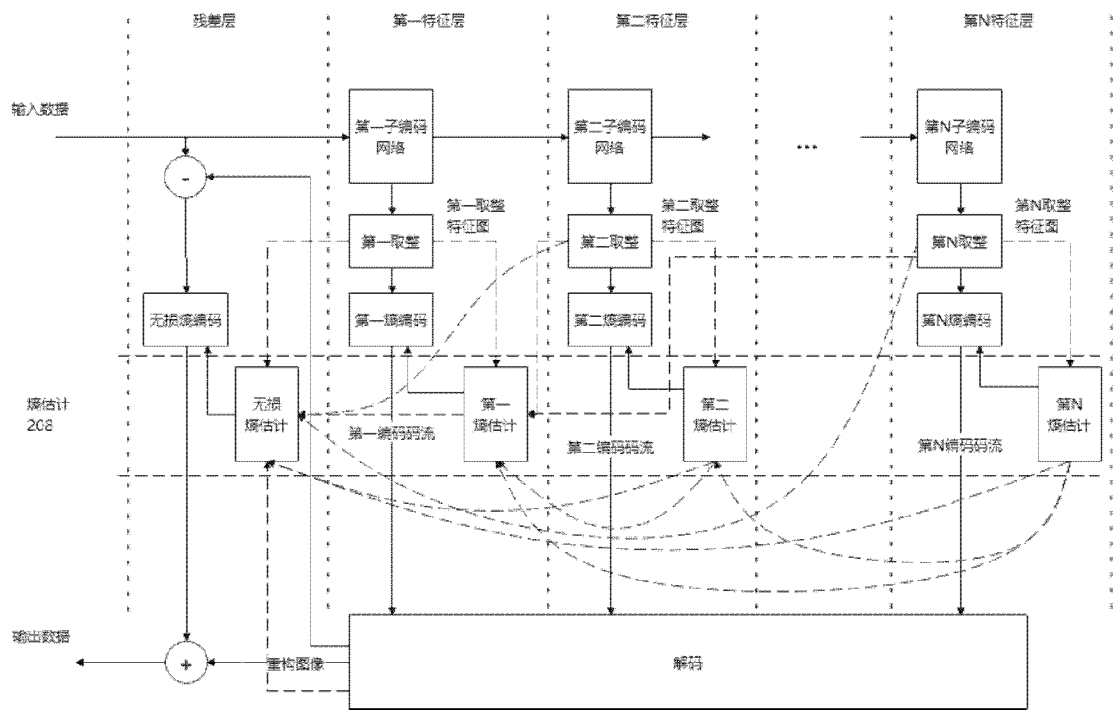 残差层
第一特征层
第二特征层
第N特征层
输入数据
第一子编码
网络
第二子编码
网络
...
第N子编码
网络
-
第一取整
特征图
第二取整
特征图
第N取整
特征图
第一取整
第二取整
第N取整
无损熵编码
第一熵编码
第二熵编码
第N熵编码
熵估计
208
无损
熵估计
第一编码码流
第一
熵估计
第二编码码流
第二
熵估计
第N编码码流
第N
熵估计
输出数据
+
重构图像
解码